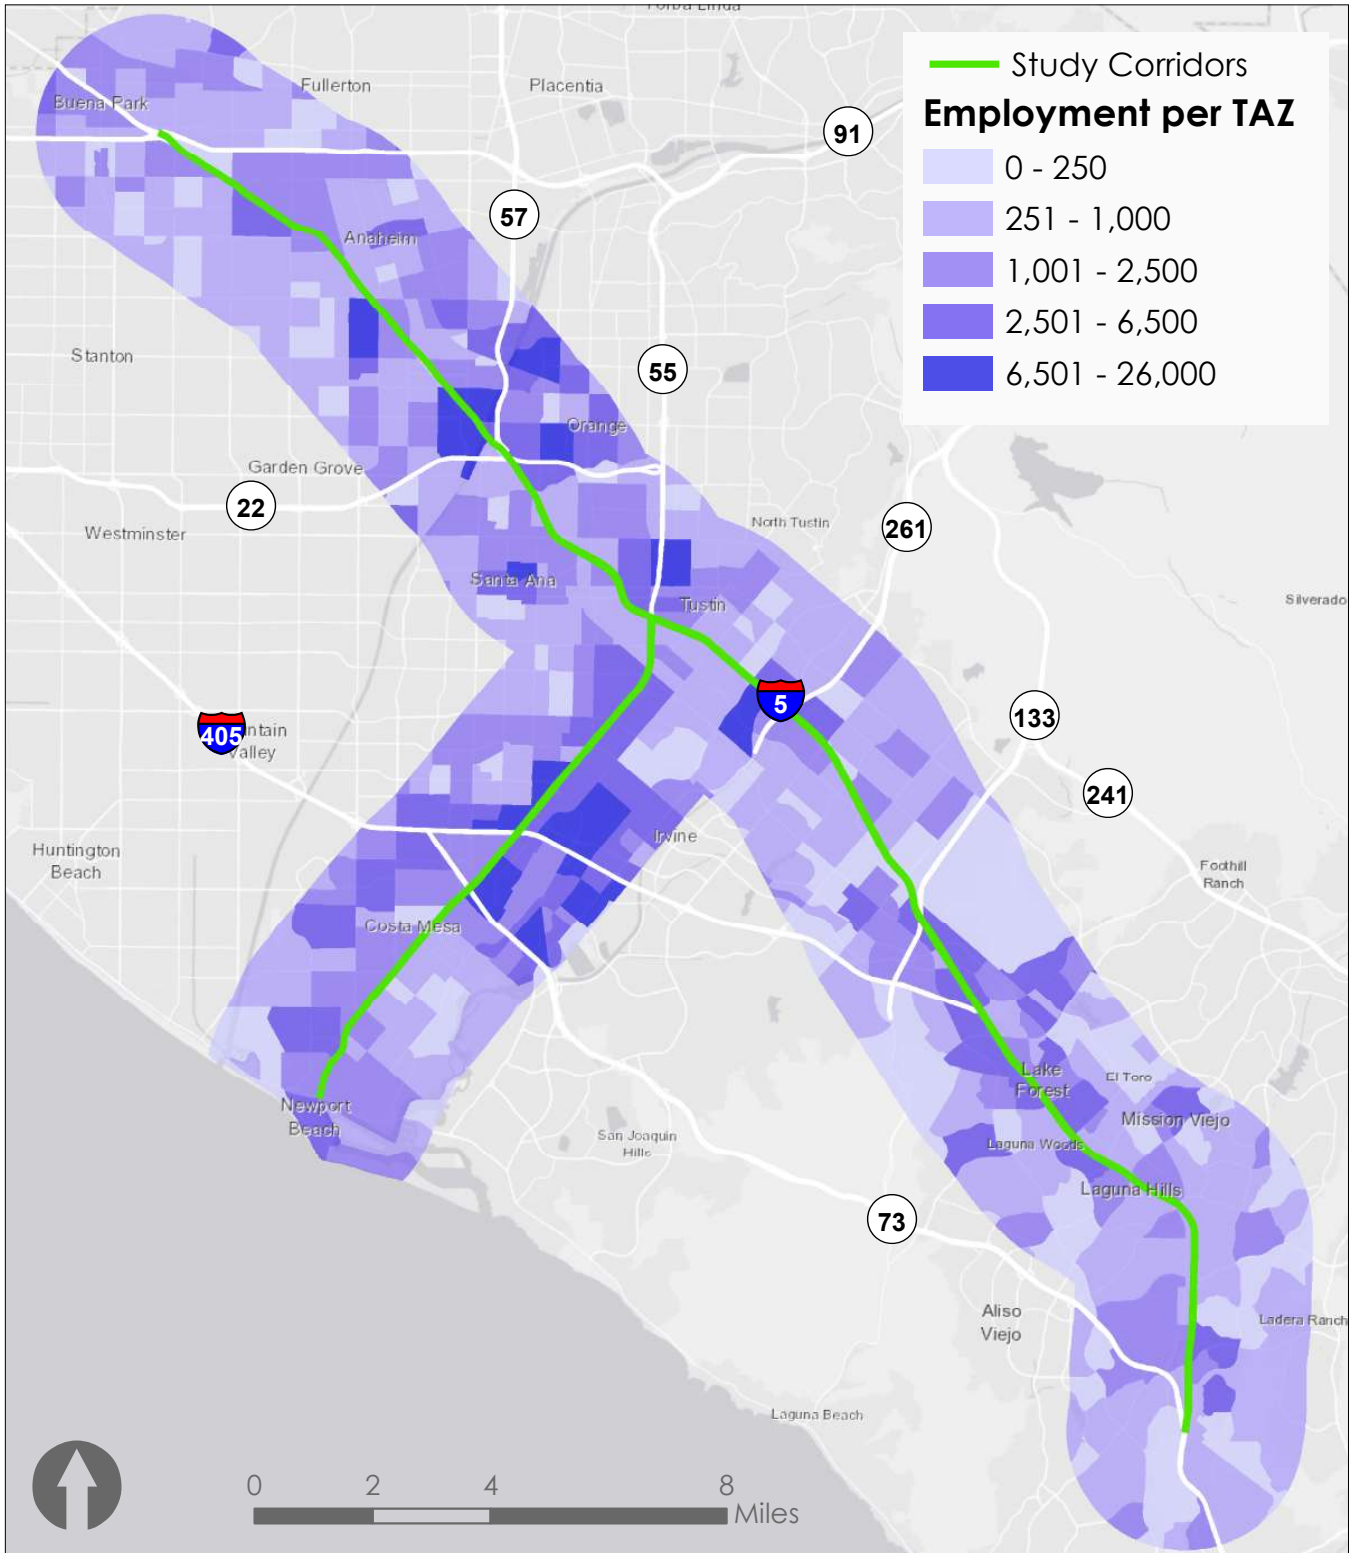 Yorba Linda
Study Corridors
Employment per TAZ
0 - 250
251 - 1,000
1,001 - 2,500
2,501 - 6,500
6,501 - 26,000
Fullerton
Placentia
Buena Park
91
57
Anaheim
Stanton
55
Orange
Garden Grove
22
Westminster
North Tustin
261
Santa Ana
Tustin
Silverado
5
133
405
ntain
Valley
241
Irvine
Huntington
Beach
Foothill
Ranch
Costa Mesa
Lake
Forest
El Toro
Newport
Beach
Mission Viejo
San Joaquin
Hills
Laguna Woods
Laguna Hills
73
Aliso
Viejo
Ladera Ranch
Laguna Beach
0 2 4 8
Miles